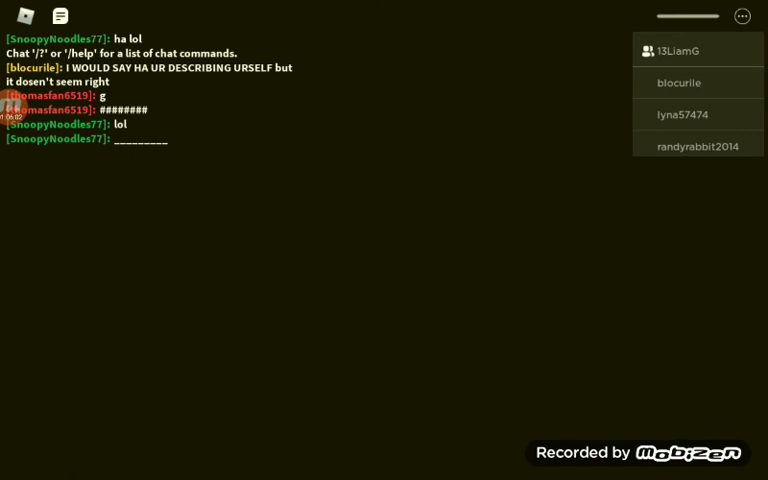 [SnoopyNoodles77]: ha lol
Chat '/?' or '/help' for a list of chat commands.
[blocurile]: I WOULD SAY HA UR DESCRIBING URSELF but
it dosen't seem right
[thomasfan6519]: g
[thomasfan6519]: ########
[SnoopyNoodles77]: lol
[SnoopyNoodles77]: _________
13LiamG
blocurile
lyna57474
randyrabbit2014
Recorded by Mobizen